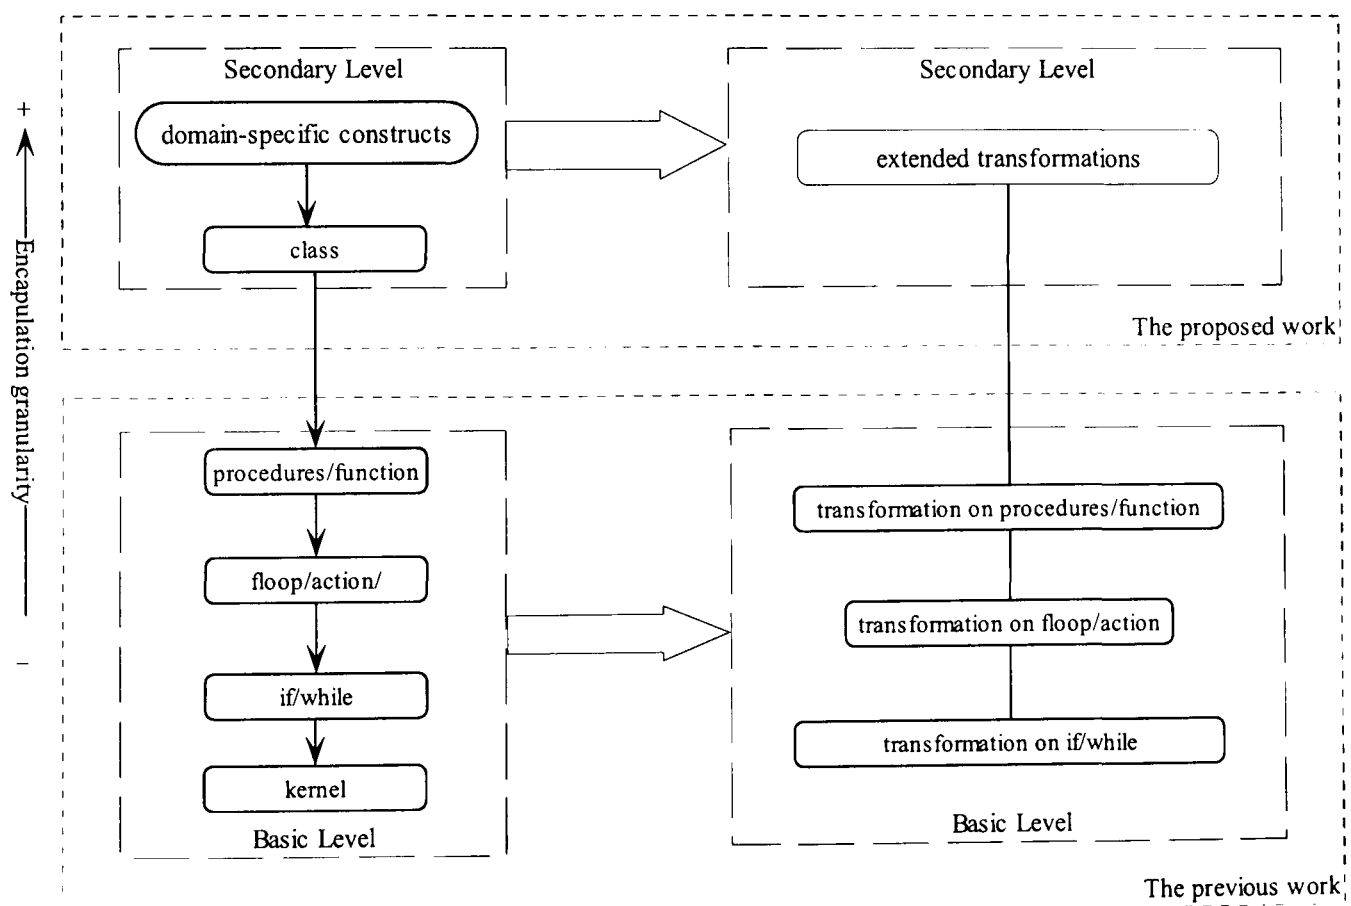 Secondary Level
Secondary Level
+
domain-specific constructs
extended transformations
class
The proposed work
Encapulation granularity
procedures/function
transformation on procedures/function
floop/action/
transformation on floop/action
–
if/while
transformation on if/while
kernel
Basic Level
Basic Level
The previous work